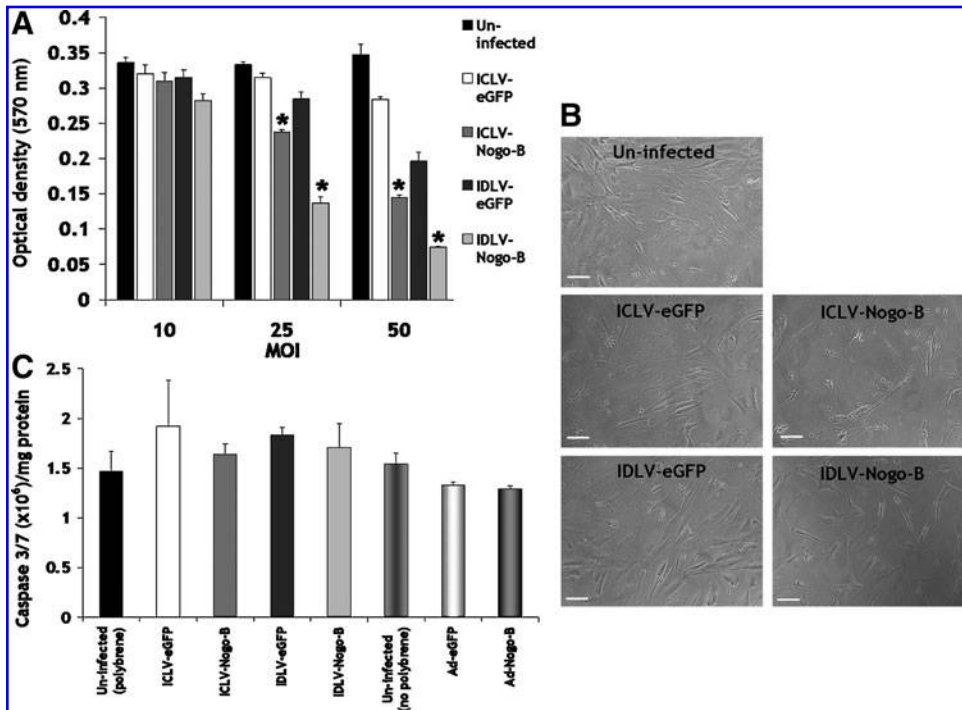 A
Optical density (570 nm)
0.4
0.35
0.3
0.25
0.2
0.15
0.1
0.05
0
*
*
*
*
10
25
50
MOI
Un-
infected
ICLV-
eGFP
ICLV-
Nogo-B
IDLV-
eGFP
IDLV-
Nogo-B
B
Un-infected
ICLV-eGFP
ICLV-Nogo-B
IDLV-eGFP
IDLV-Nogo-B
C
Caspase 3/7 (x10⁶)/mg protein
2.5
2
1.5
1
0.5
0
Un-Infected
(polybrene)
ICLV-eGFP
ICLV-Nogo-B
IDLV-eGFP
IDLV-Nogo-B
Un-Infected
(no polybrene)
Ad-eGFP
Ad-Nogo-B